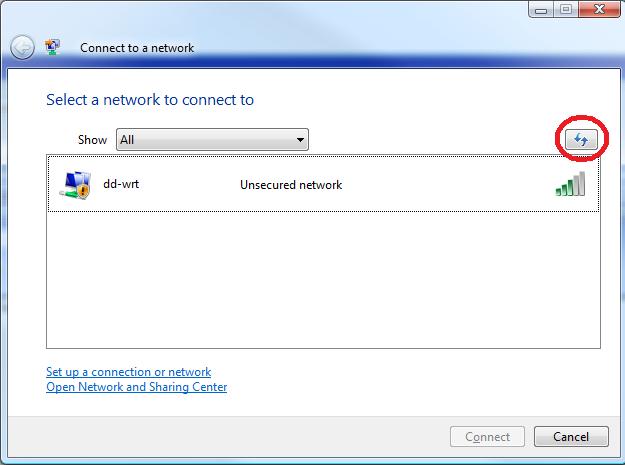 Connect to a network
Select a network to connect to
Show All
dd-wrt Unsecured network
Set up a connection or network
Open Network and Sharing Center
Connect Cancel